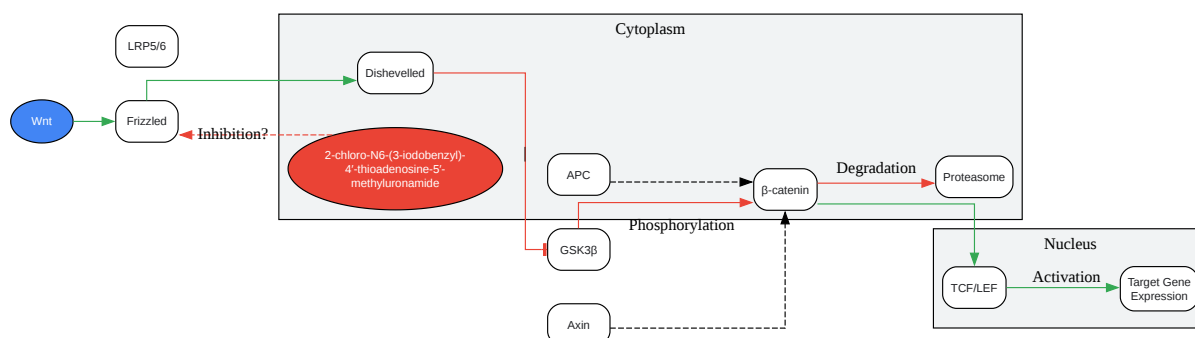 Cytoplasm
LRP5/6
Dishevelled
Wnt
Frizzled
Inhibition?
2-chloro-N6-(3-iodobenzyl)-
4'-thioadenosine-5'-
methyluronamide
APC
β-catenin
Degradation
Proteasome
Phosphorylation
GSK3β
Nucleus
TCF/LEF
Activation
Target Gene
Expression
Axin